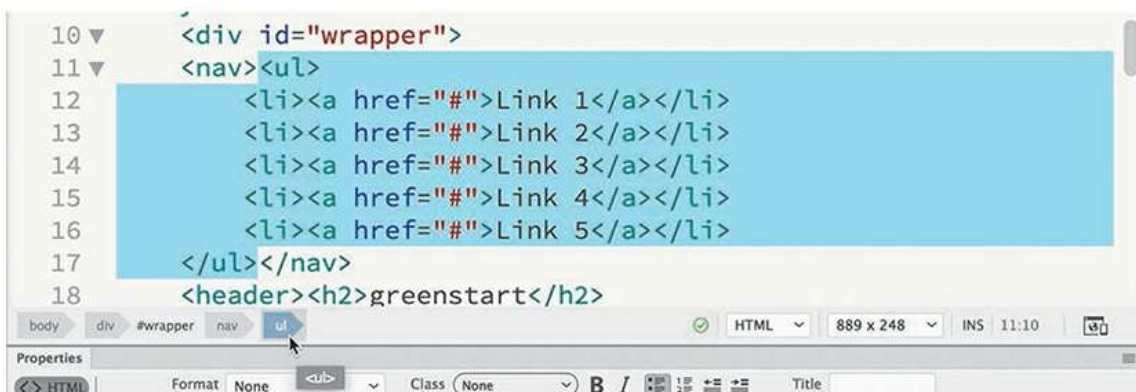 10 ▼ <div id="wrapper">
11 ▼ <nav><ul>
12 <li><a href="#">Link 1</a></li>
13 <li><a href="#">Link 2</a></li>
14 <li><a href="#">Link 3</a></li>
15 <li><a href="#">Link 4</a></li>
16 <li><a href="#">Link 5</a></li>
17 </ul></nav>
18 <header><h2>greenstart</h2>
body div #wrapper nav ul HTML 889 x 248 INS 11:10
Properties
<> HTML Format None <ul> Class None B I Title